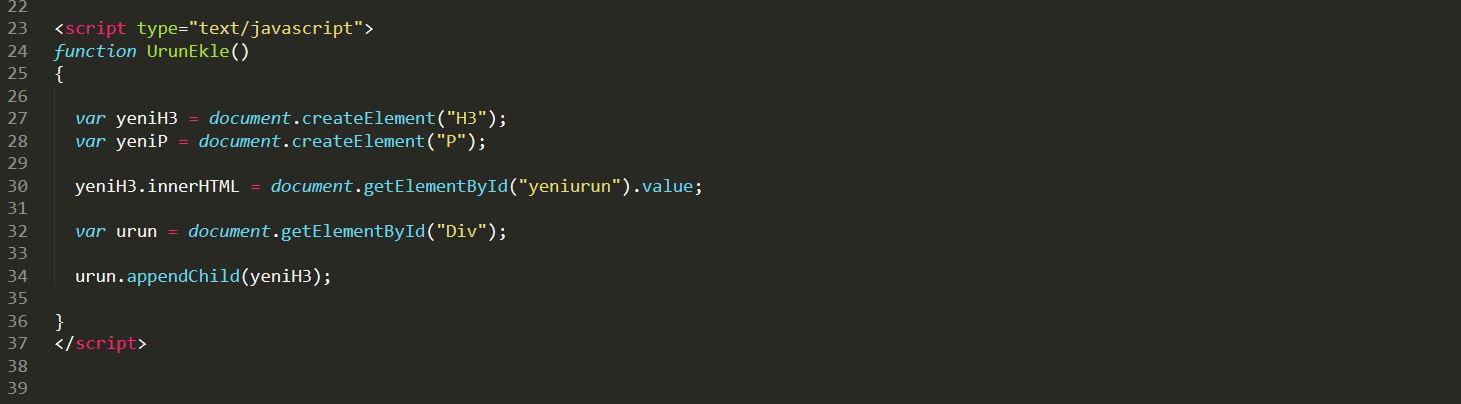 22
23 <script type="text/javascript">
24 function UrunEkle()
25 {
26
27 var yeniH3 = document.createElement("H3");
28 var yeniP = document.createElement("P");
29
30 yeniH3.innerHTML = document.getElementById("yeniurun").value;
31
32 var urun = document.getElementById("Div");
33
34 urun.appendChild(yeniH3);
35
36 }
37 </script>
38
39